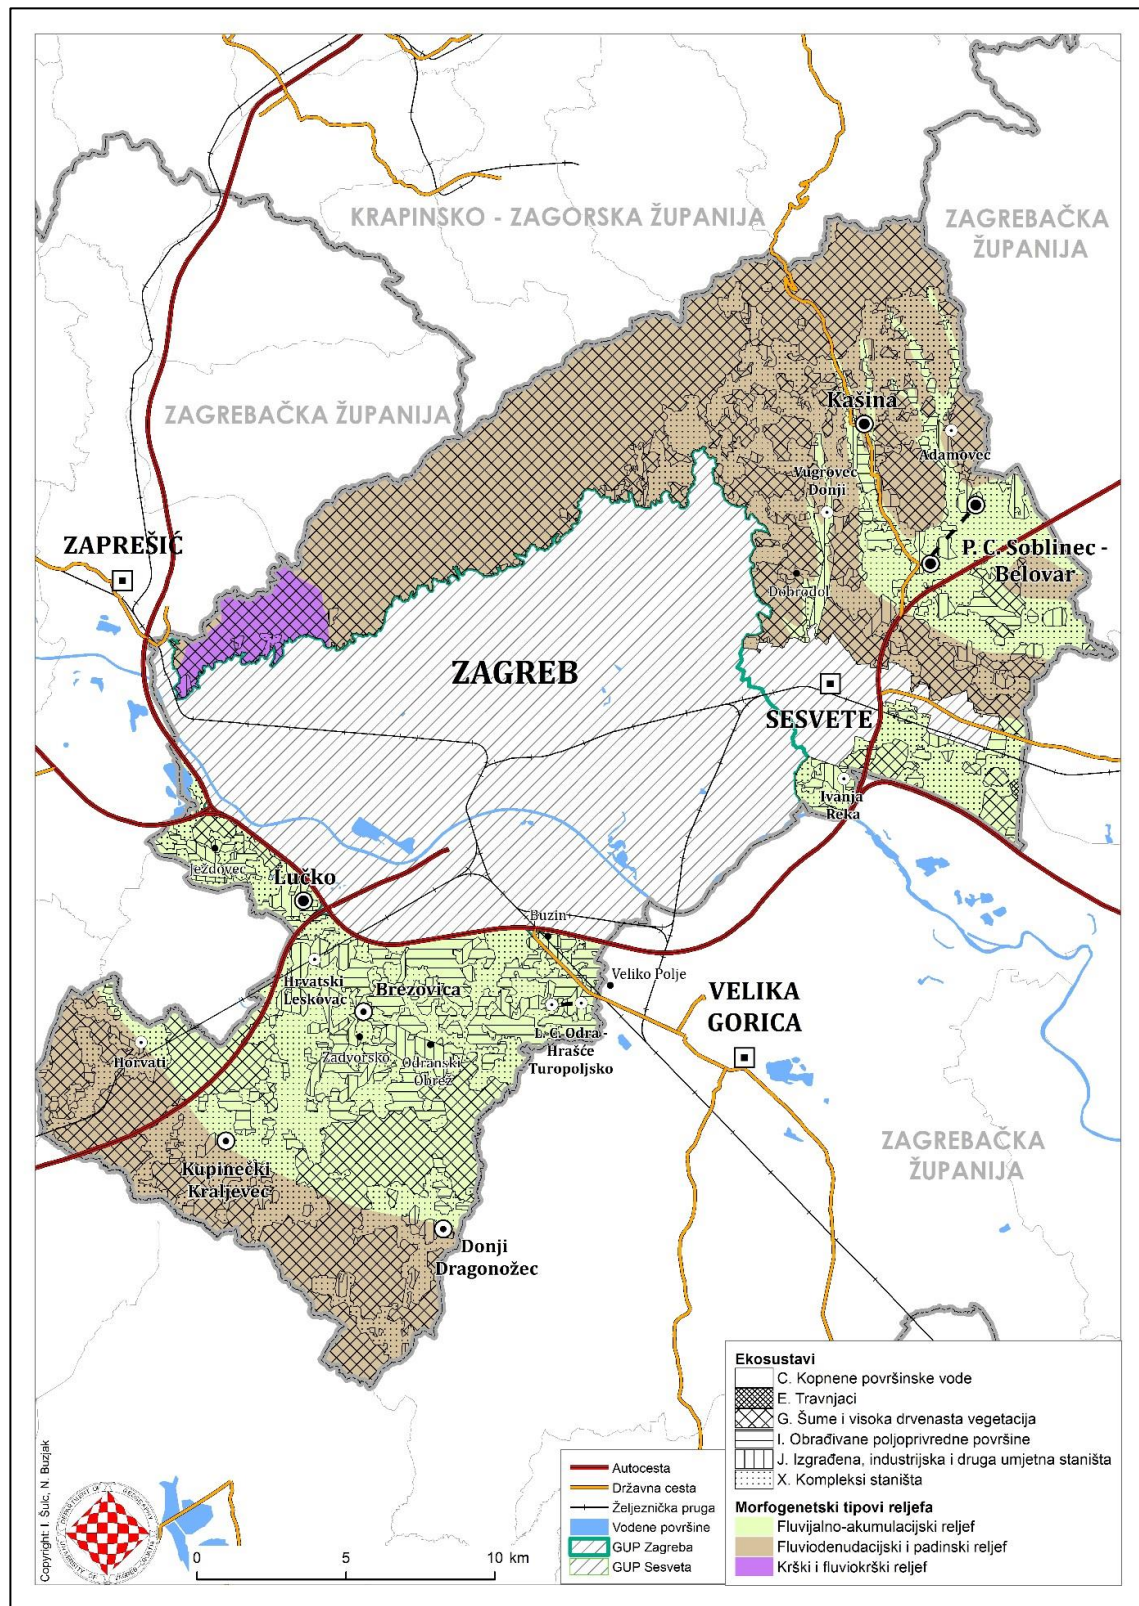 KRAPINSKO - ZAGORSKA ŽUPANIJA
ZAGREBAČKA
ŽUPANIJA
ZAGREBAČKA ŽUPANIJA
Kašina
Adamovec
Vugrovec
Donji
ZAPREŠIĆ
P. C. Soblinec -
Belovar
Dobrodol
ZAGREB
SESVETE
Ivanja
Reka
Ježdovec
Lučko
Buzin
Hrvatski
Leskovac
Brezovica
Veliko Polje
VELIKA
GORICA
L. C. Odra -
Hrašće
Turopoljsko
Horvati
Zadvorsko
Odranski
Obrež
ZAGREBAČKA
ŽUPANIJA
Kupinečki
Kraljevec
Donji
Dragonožec
Ekosustavi
C. Kopnene površinske vode
E. Travnjaci
G. Šume i visoka drvenasta vegetacija
I. Obrađivane poljoprivredne površine
J. Izgrađena, industrijska i druga umjetna staništa
X. Kompleksi staništa
Morfogenetski tipovi reljefa
Fluvijalno-akumulacijski reljef
Fluviodenudacijski i padinski reljef
Krški i fluviokrški reljef
Autocesta
Državna cesta
Željeznička pruga
Vodene površine
GUP Zagreba
GUP Sesveta
0 5 10 km
Copyright: I. Šulc, N. Buzjak